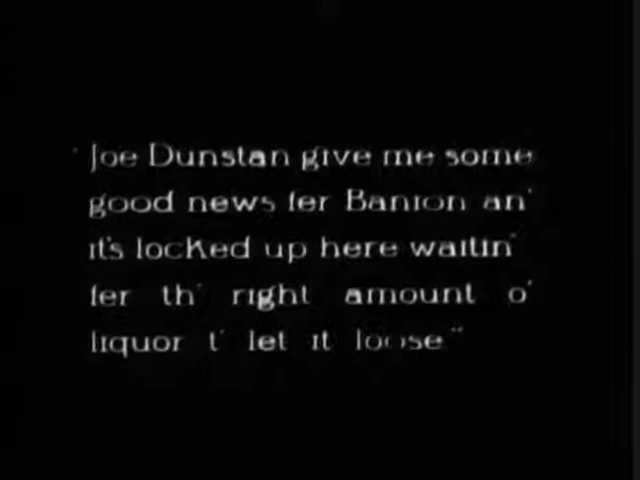 "Joe Dunstan give me some
good news fer Banion an'
it's locked up here waitin'
fer th' right amount o'
liquor t' let it loose"